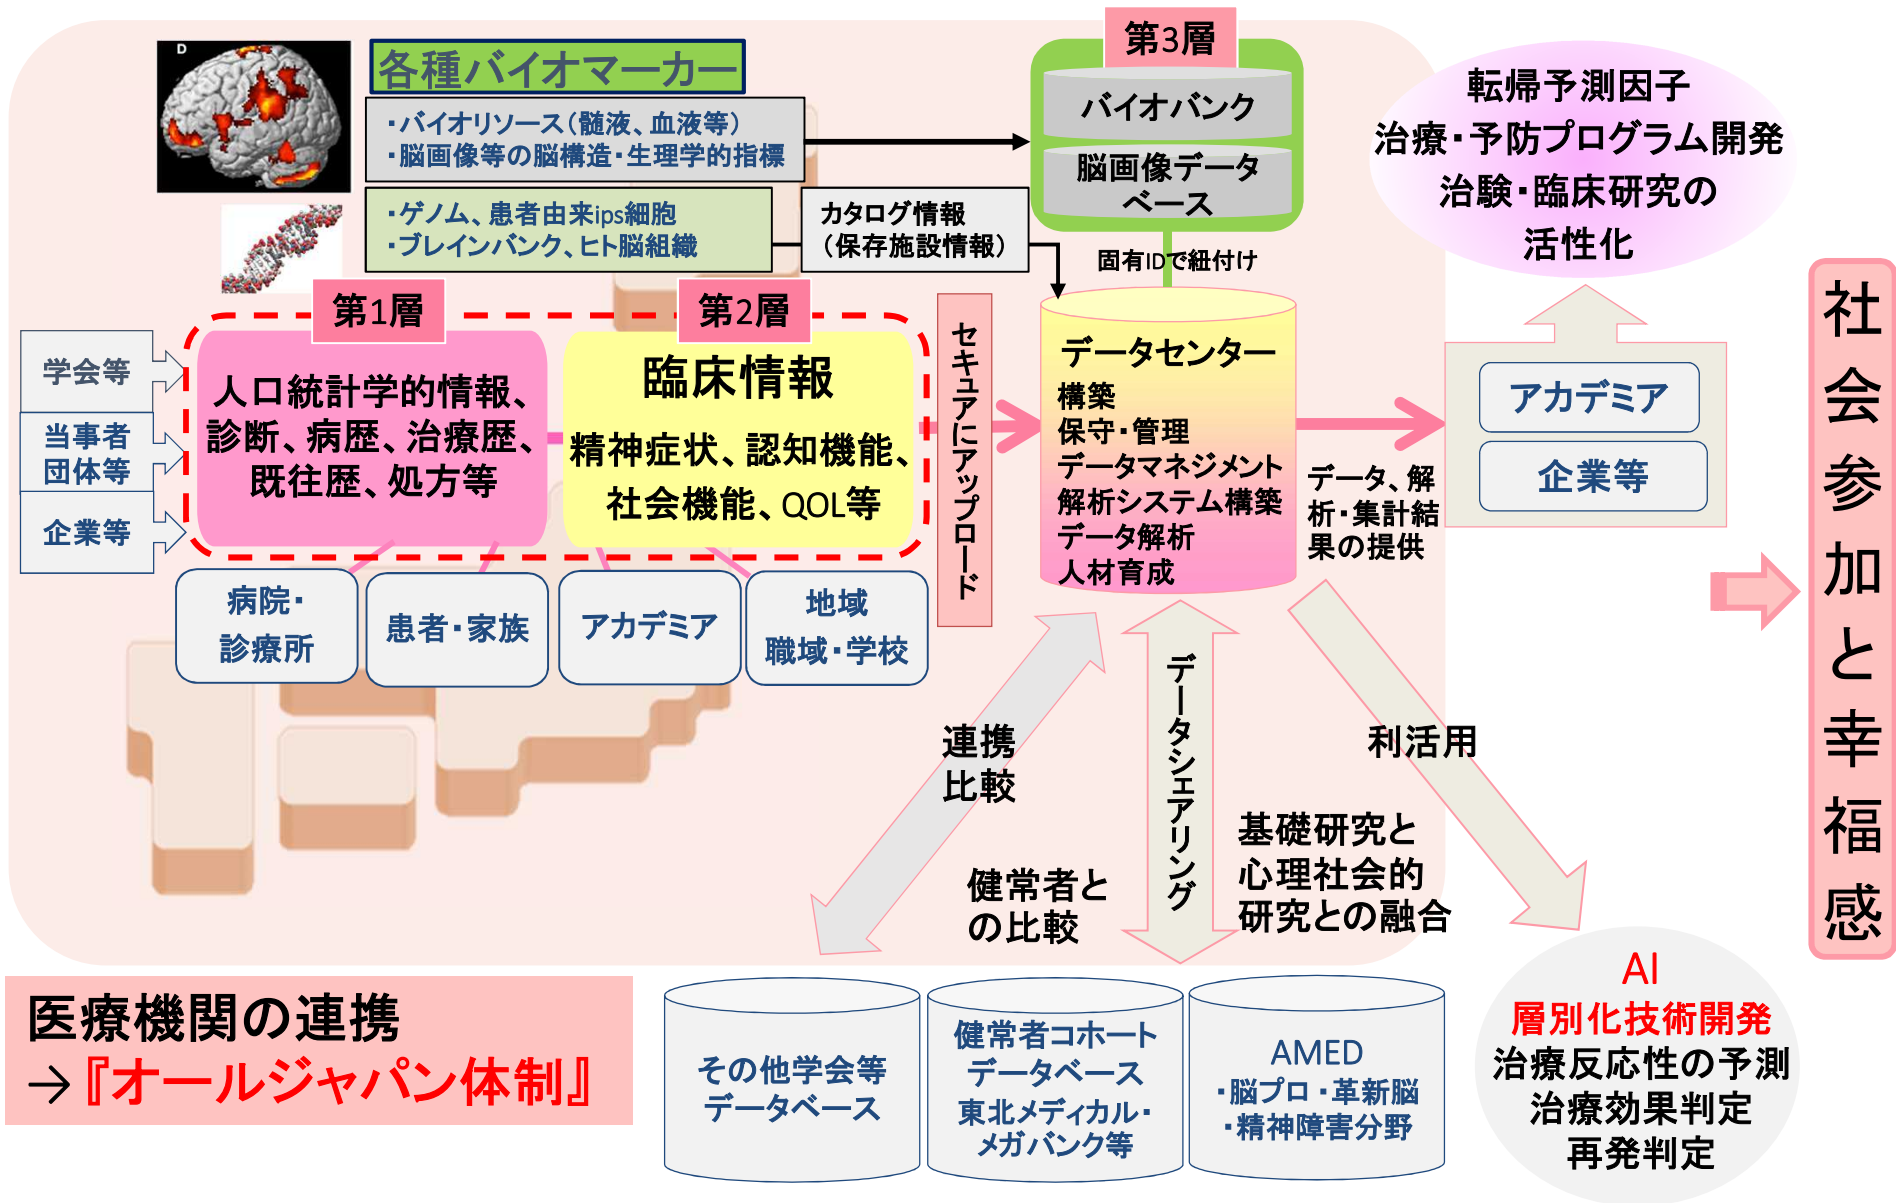 D
各種バイオマーカー
・バイオリソース（髄液、血液等）
・脳画像等の脳構造・生理学的指標
・ゲノム、患者由来ips細胞
・ブレインバンク、ヒト脳組織
カタログ情報
（保存施設情報）
第3層
バイオバンク
脳画像データ
ベース
固有IDで紐付け
転帰予測因子
治療・予防プログラム開発
治験・臨床研究の
活性化
学会等
当事者
団体等
企業等
第1層
人口統計学的情報、
診断、病歴、治療歴、
既往歴、処方等
第2層
臨床情報
精神症状、認知機能、
社会機能、QOL等
セキュアにアップロード
データセンター
構築
保守・管理
データマネジメント
解析システム構築
データ解析
人材育成
データ、解
析・集計結
果の提供
アカデミア
企業等
社会参加と幸福感
病院・
診療所
患者・家族
アカデミア
地域
職域・学校
連携
比較
データシェアリング
利活用
健常者と
の比較
基礎研究と
心理社会的
研究との融合
医療機関の連携
→『オールジャパン体制』
その他学会等
データベース
健常者コホート
データベース
東北メディカル・
メガバンク等
AMED
・脳プロ・革新脳
・精神障害分野
AI
層別化技術開発
治療反応性の予測
治療効果判定
再発判定